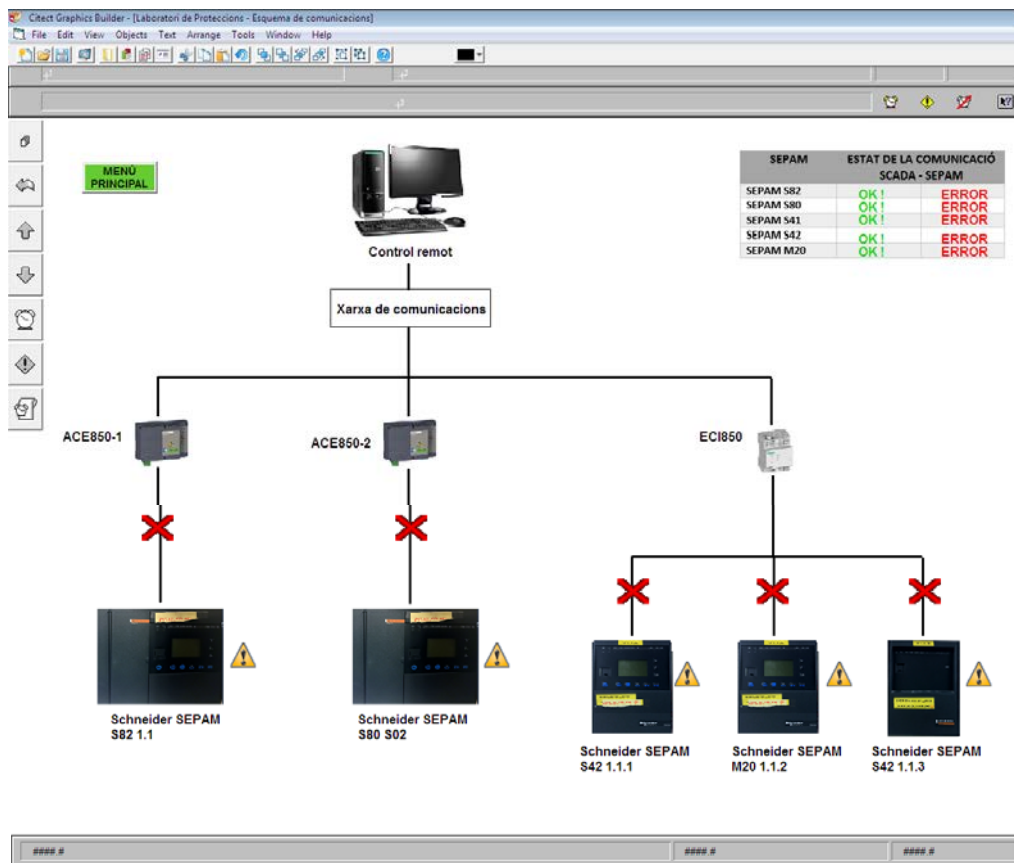 Citect Graphics Builder - [Laboratori de Proteccions - Esquema de comunicacions]
File Edit View Objects Text Arrange Tools Window Help
MENÚ
PRINCIPAL
SEPAM ESTAT DE LA COMUNICACIÓ
SCADA - SEPAM
SEPAM S82 OK! ERROR
SEPAM S80 OK! ERROR
SEPAM S41 OK! ERROR
SEPAM S42 OK! ERROR
SEPAM M20 OK! ERROR
Control remot
Xarxa de comunicacions
ACE850-1
ACE850-2
ECI850
Schneider SEPAM
S82 1.1
Schneider SEPAM
S80 S02
Schneider SEPAM
S42 1.1.1
Schneider SEPAM
M20 1.1.2
Schneider SEPAM
S42 1.1.3
####.# ####.# ####.#